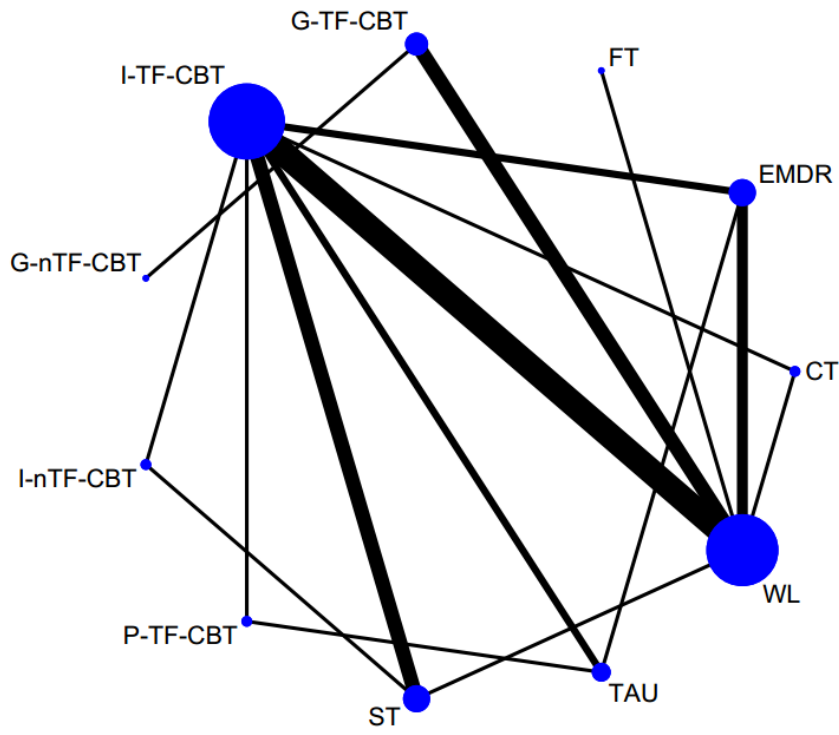 G-TF-CBT
FT
I-TF-CBT
EMDR
G-nTF-CBT
CT
I-nTF-CBT
WL
P-TF-CBT
TAU
ST